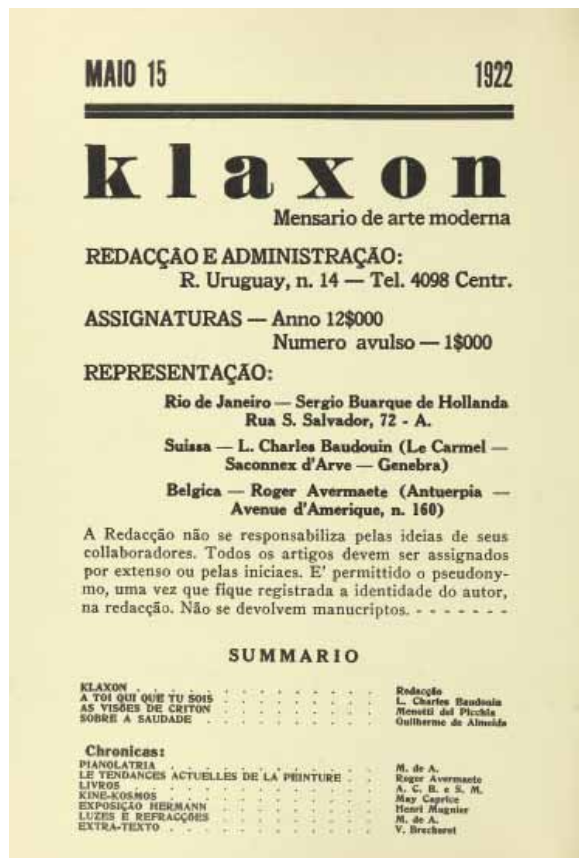 MAIO 15 1922
klaxon
Mensario de arte moderna
REDACÇÃO E ADMINISTRAÇÃO:
R. Uruguay, n. 14 — Tel. 4098 Centr.
ASSIGNATURAS — Anno 12$000
Numero avulso — 1$000
REPRESENTAÇÃO:
Rio de Janeiro — Sergio Buarque de Hollanda
Rua S. Salvador, 72 - A.
Suissa — L. Charles Baudouin (Le Carmel —
Saconnex d'Arve — Genebra)
Belgica — Roger Avermaete (Antuerpia —
Avenue d'Amerique, n. 160)
A Redacção não se responsabiliza pelas ideias de seus
collaboradores. Todos os artigos devem ser assignados
por extenso ou pelas iniciaes. E' permittido o pseudony-
mo, uma vez que fique registrada a identidade do autor,
na redacção. Não se devolvem manucriptos. - - - - - - -
SUMMARIO
KLAXON . . . . . . . . . . Redacção
A TOI QUI QUE TU SOIS . . . . . . . L. Charles Baudouin
AS VISÕES DE CRITON . . . . . . . Menotti del Picchia
SOBRE A SAUDADE . . . . . . . . Guilherme de Almeida
Chronicas:
PIANOLATRIA . . . . . . . . . M. de A.
LE TENDANCES ACTUELLES DE LA PEINTURE . . Roger Avermaete
LIVROS . . . . . . . . . . A. C. B. e S. M.
KINE-KOSMOS . . . . . . . . . May Caprice
EXPOSIÇÃO HERMANN . . . . . . . Henri Mugnier
LUZES E REFRACÇÕES . . . . . . . M. de A.
EXTRA-TEXTO . . . . . . . . . V. Brecheret